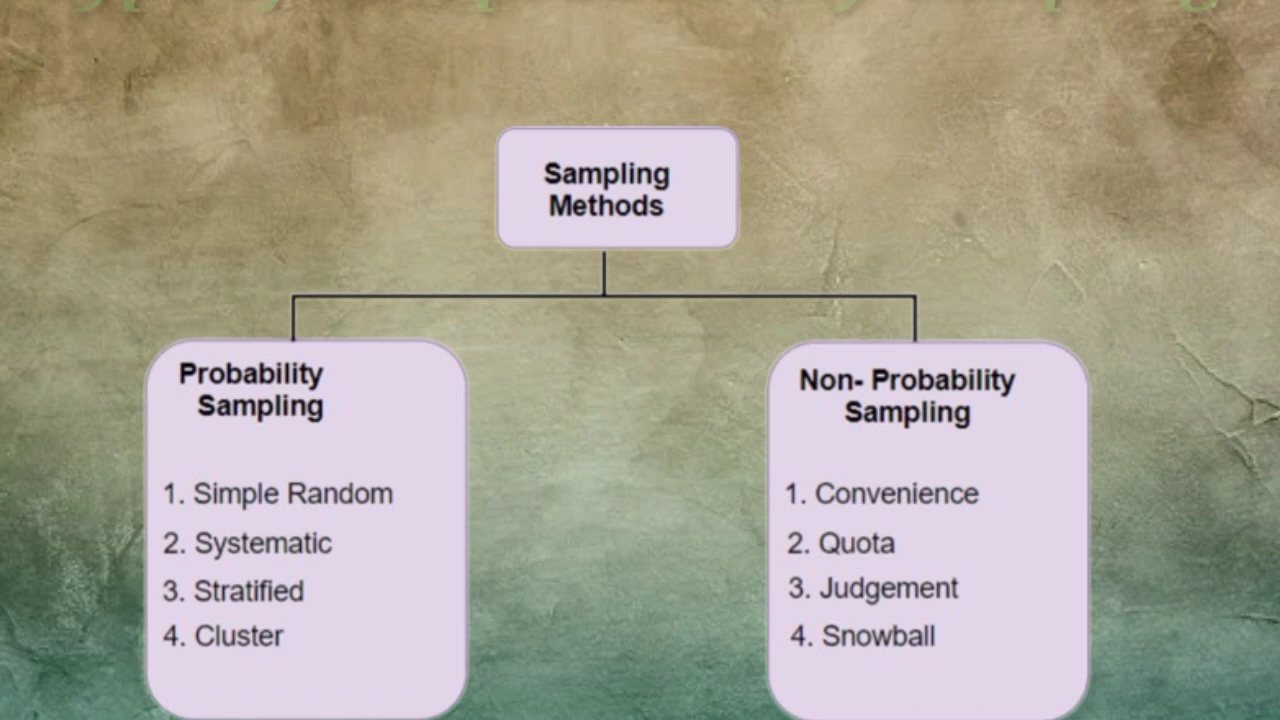 Sampling
Methods
Probability
Sampling
1. Simple Random
2. Systematic
3. Stratified
4. Cluster
Non- Probability
Sampling
1. Convenience
2. Quota
3. Judgement
4. Snowball